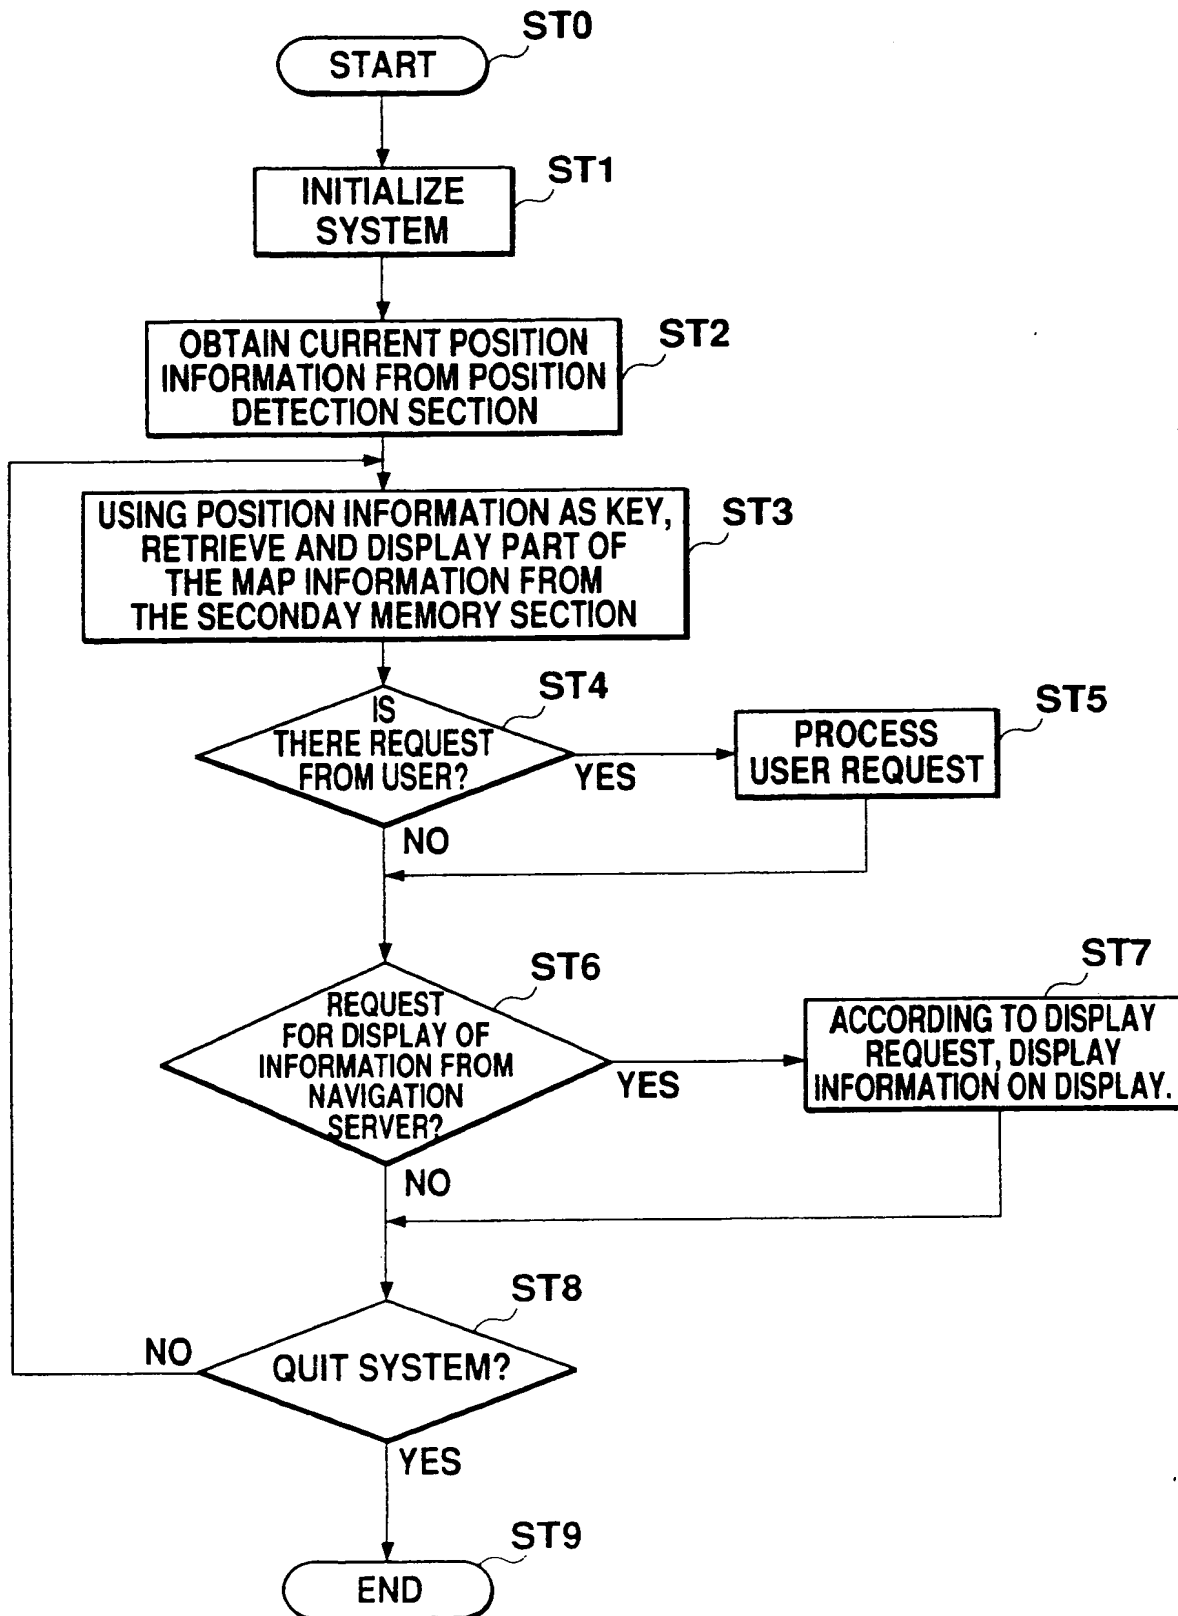 ST0
START
ST1
INITIALIZE
SYSTEM
ST2
OBTAIN CURRENT POSITION
INFORMATION FROM POSITION
DETECTION SECTION
ST3
USING POSITION INFORMATION AS KEY,
RETRIEVE AND DISPLAY PART OF
THE MAP INFORMATION FROM
THE SECONDAY MEMORY SECTION
ST4
IS
THERE REQUEST
FROM USER?
YES
NO
ST5
PROCESS
USER REQUEST
ST6
REQUEST
FOR DISPLAY OF
INFORMATION FROM
NAVIGATION
SERVER?
YES
NO
ST7
ACCORDING TO DISPLAY
REQUEST, DISPLAY
INFORMATION ON DISPLAY.
ST8
QUIT SYSTEM?
NO
YES
ST9
END